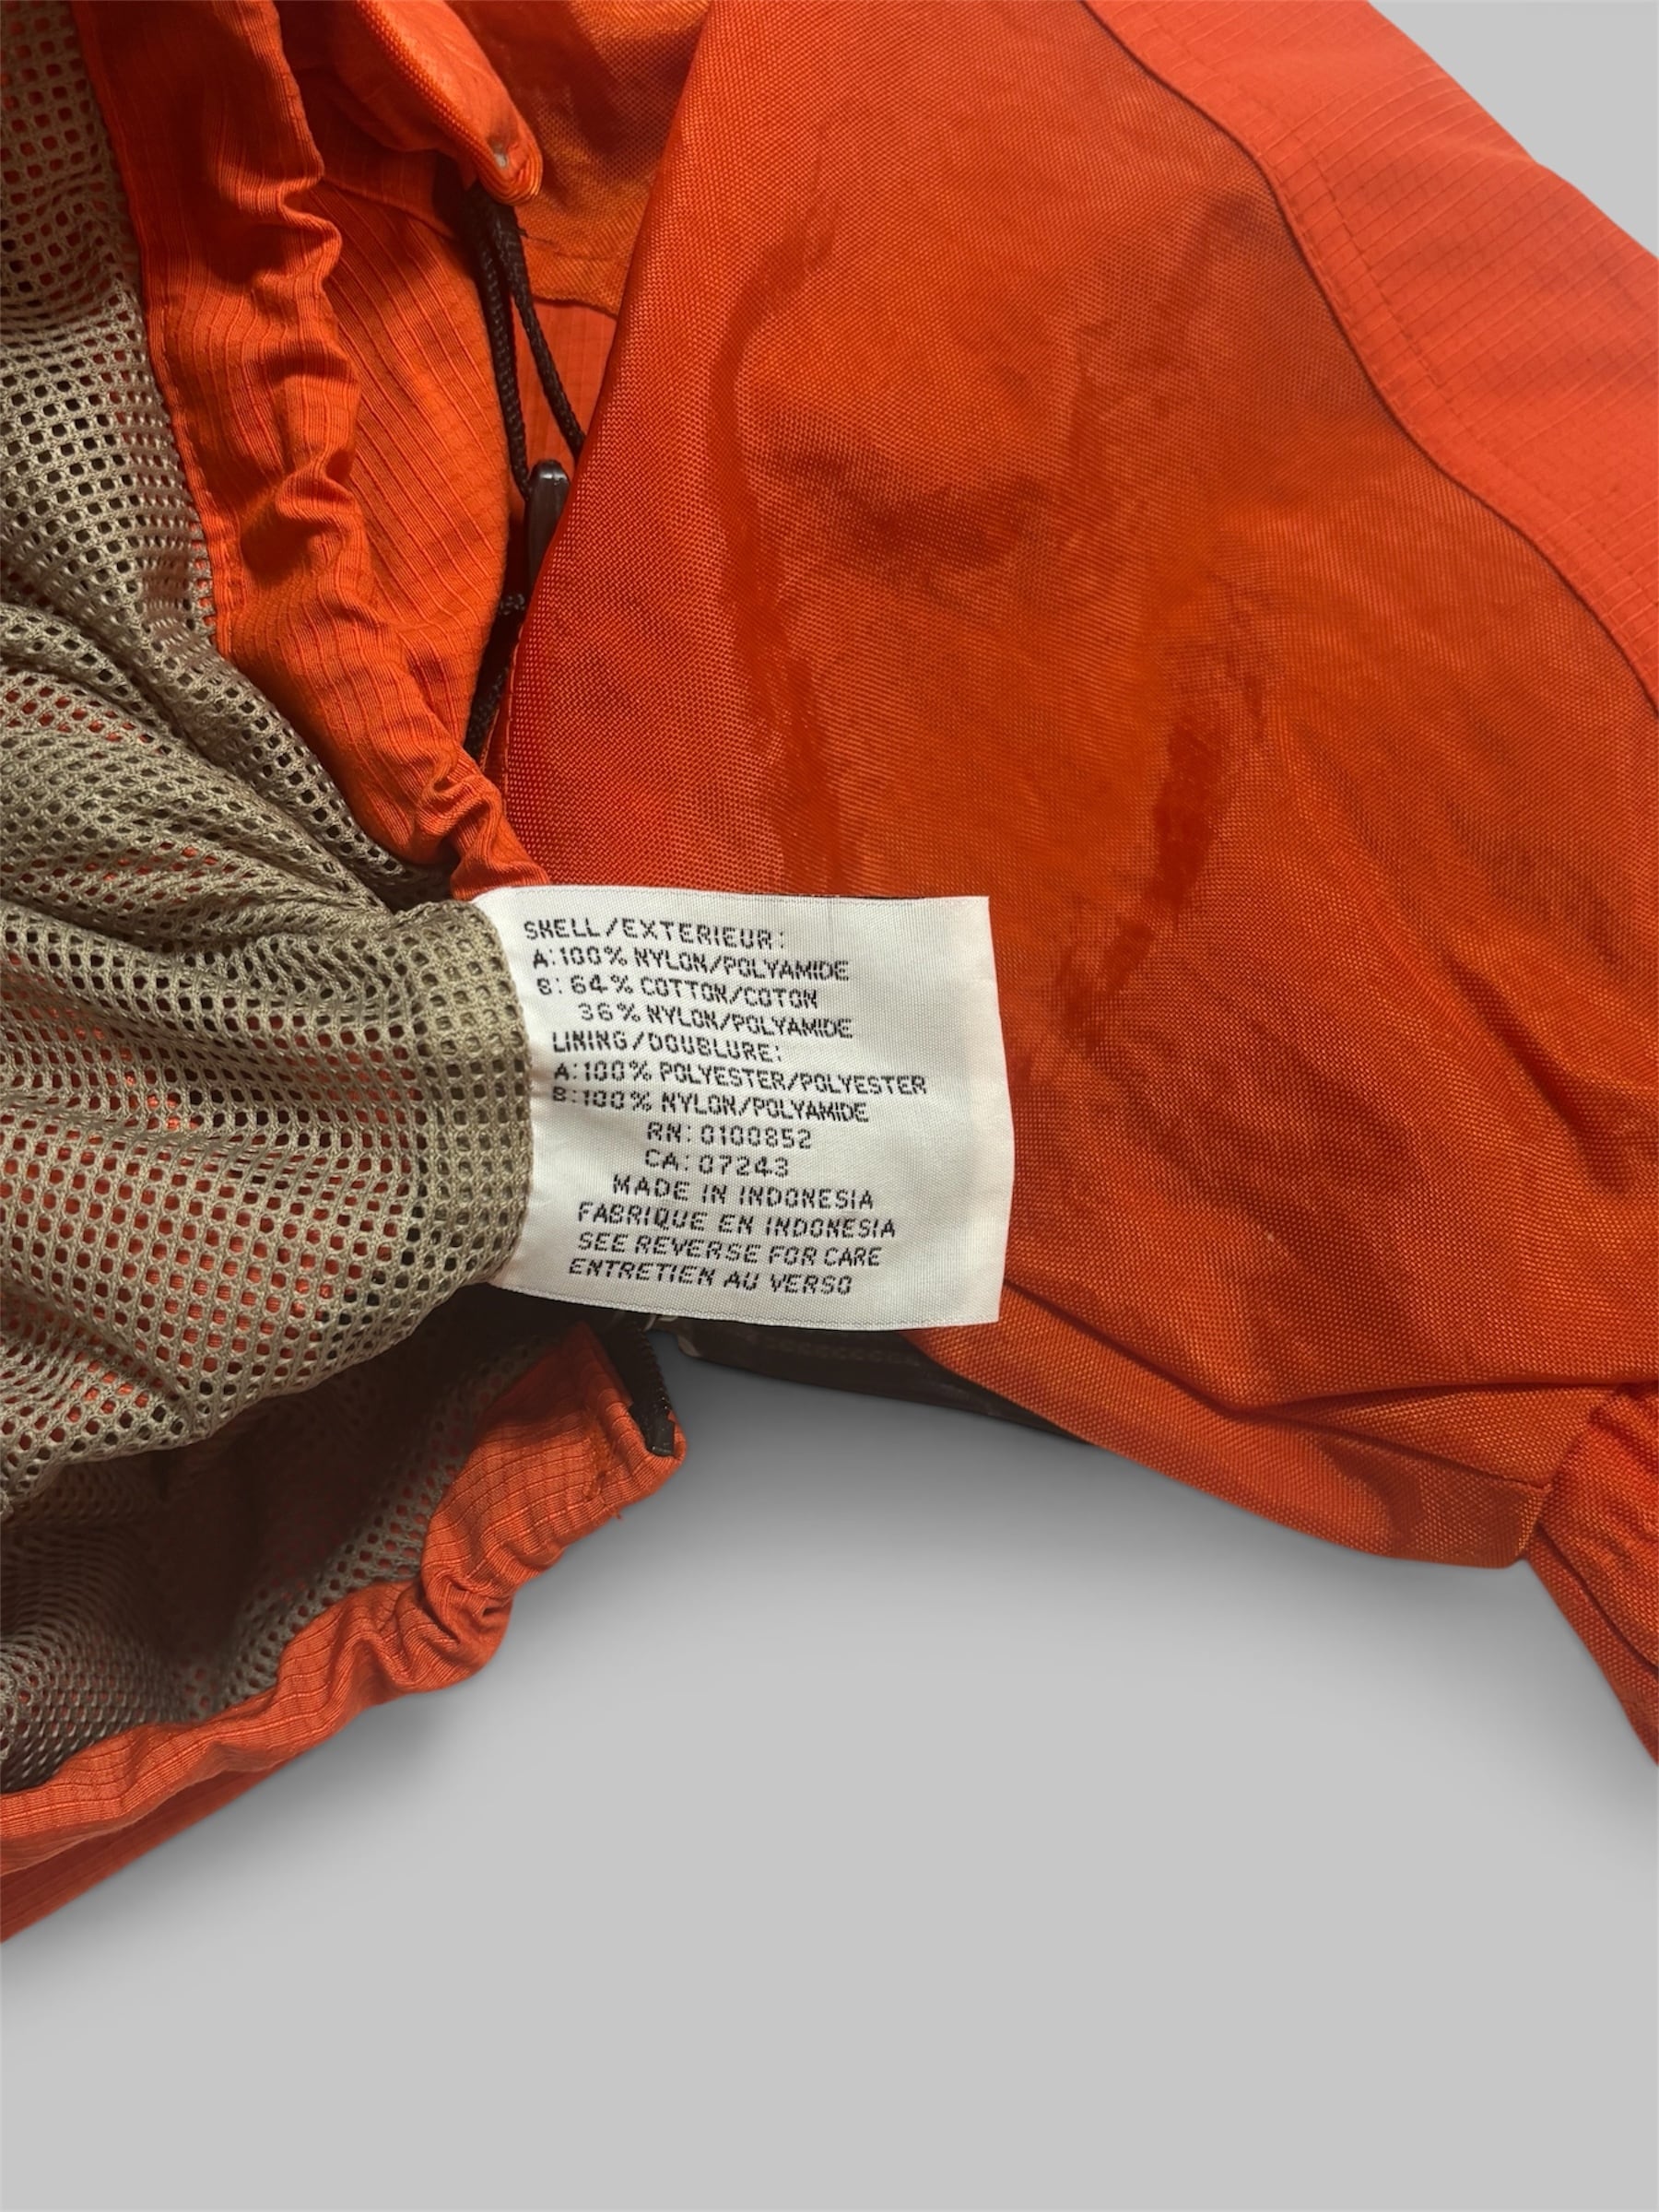 SHELL/EXTERIEUR:
A:100% NYLON/POLYAMIDE
B:64% COTTON/COTON
36% NYLON/POLYAMIDE
LINING/DOUBLURE:
A:100% POLYESTER/POLYESTER
B:100% NYLON/POLYAMIDE
RN:0100852
CA:07243
MADE IN INDONESIA
FABRIQUE EN INDONESIA
SEE REVERSE FOR CARE
ENTRETIEN AU VERSO